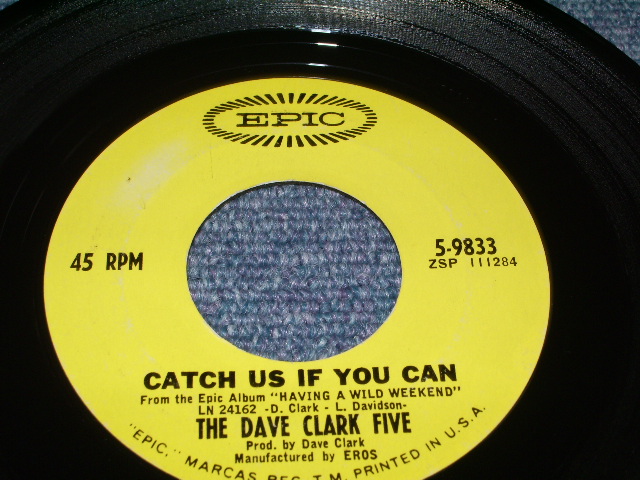 EPIC
45 RPM
5-9833
ZSP 111284
CATCH US IF YOU CAN
From the Epic Album "HAVING A WILD WEEKEND"
LN 24162 -D. Clark - L. Davidson-
THE DAVE CLARK FIVE
Prod. by Dave Clark
Manufactured by EROS
"EPIC," MARCAS REG. T.M. PRINTED IN U.S.A.